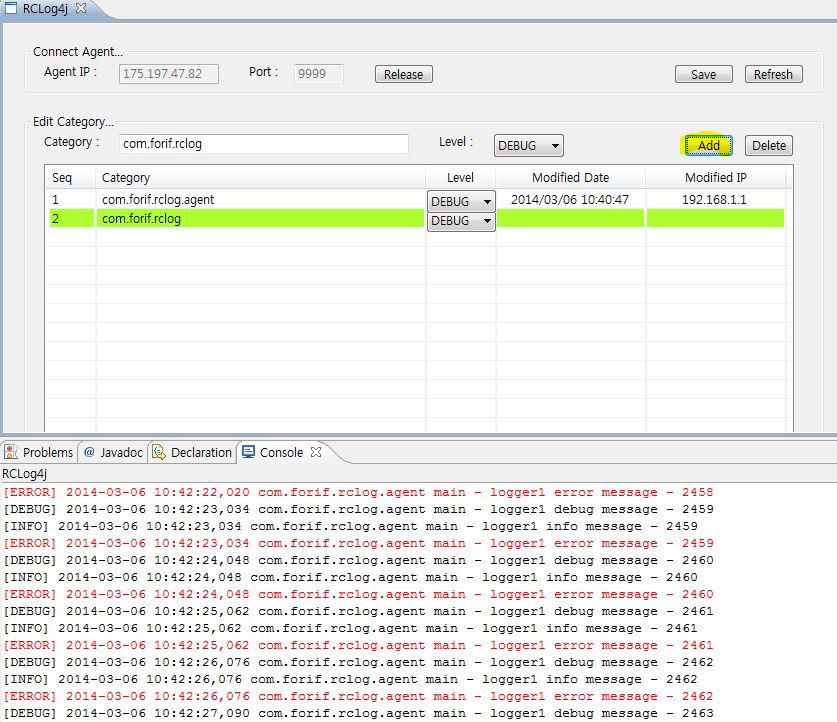 RCLog4j
Connect Agent...
Agent IP : 175.197.47.82 Port : 9999 Release Save Refresh
Edit Category...
Category : com.forif.rclog Level : DEBUG Add Delete
Seq Category Level Modified Date Modified IP
1 com.forif.rclog.agent DEBUG 2014/03/06 10:40:47 192.168.1.1
2 com.forif.rclog DEBUG
Problems @ Javadoc Declaration Console
RCLog4j
[ERROR] 2014-03-06 10:42:22,020 com.forif.rclog.agent main - logger1 error message - 2458
[DEBUG] 2014-03-06 10:42:23,034 com.forif.rclog.agent main - logger1 debug message - 2459
[INFO] 2014-03-06 10:42:23,034 com.forif.rclog.agent main - logger1 info message - 2459
[ERROR] 2014-03-06 10:42:23,034 com.forif.rclog.agent main - logger1 error message - 2459
[DEBUG] 2014-03-06 10:42:24,048 com.forif.rclog.agent main - logger1 debug message - 2460
[INFO] 2014-03-06 10:42:24,048 com.forif.rclog.agent main - logger1 info message - 2460
[ERROR] 2014-03-06 10:42:24,048 com.forif.rclog.agent main - logger1 error message - 2460
[DEBUG] 2014-03-06 10:42:25,062 com.forif.rclog.agent main - logger1 debug message - 2461
[INFO] 2014-03-06 10:42:25,062 com.forif.rclog.agent main - logger1 info message - 2461
[ERROR] 2014-03-06 10:42:25,062 com.forif.rclog.agent main - logger1 error message - 2461
[DEBUG] 2014-03-06 10:42:26,076 com.forif.rclog.agent main - logger1 debug message - 2462
[INFO] 2014-03-06 10:42:26,076 com.forif.rclog.agent main - logger1 info message - 2462
[ERROR] 2014-03-06 10:42:26,076 com.forif.rclog.agent main - logger1 error message - 2462
[DEBUG] 2014-03-06 10:42:27,090 com.forif.rclog.agent main - logger1 debug message - 2463